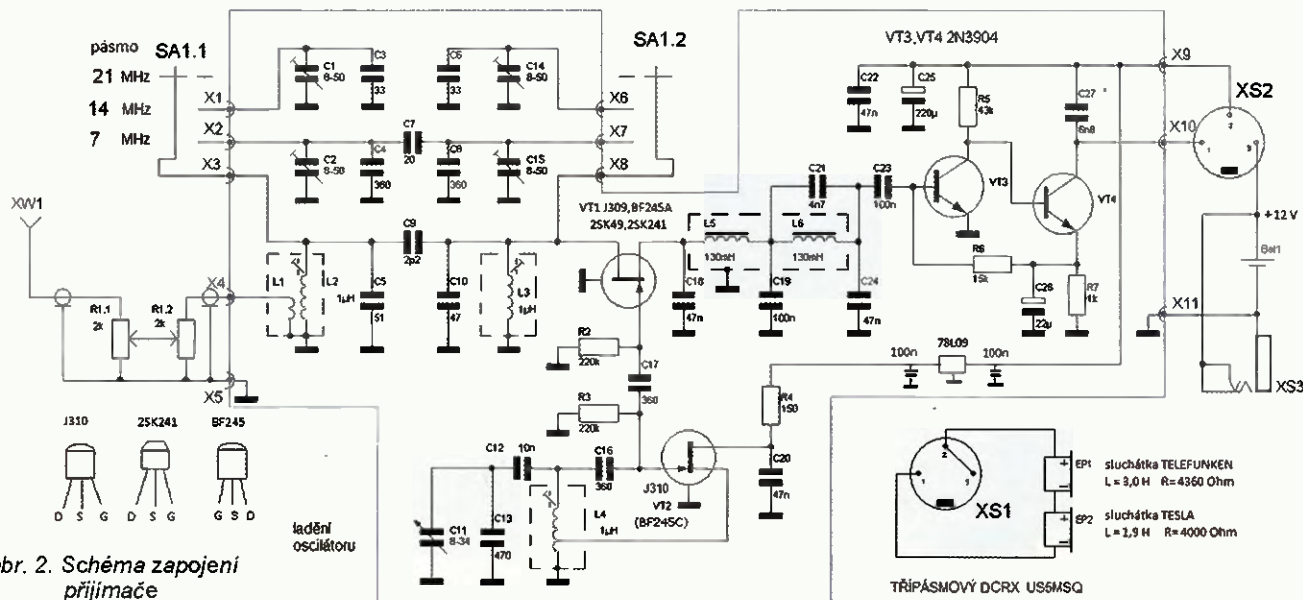 pásmo
SA1.1
21 MHz
14 MHz
7 MHz
X1
X2
X3
C1
8-50
C3
33
C6
33
C14
8-50
SA1.2
X6
X7
X8
C7
20
C2
8-50
C4
360
C8
360
C15
8-50
VT3,VT4 2N3904
C22
47n
C25
220µ
R5
43k
C27
6n8
X9
X10
XS2
1
2
3
VT1 J309,BF245A
2SK49,2SK241
C21
4n7
C23
100n
VT3
VT4
L5
130mH
L6
130mH
R6
15k
C26
22µ
R7
1k
+12 V
Bat1
XW1
R1.1
2k
R1.2
2k
X4
X5
L1
L2
1µH
C5
51
C9
2p2
C10
47
L3
1µH
C18
47n
C19
100n
C24
47n
X11
XS3
R2
220k
C17
360
R3
220k
100n
78L09
100n
R4
150
J310
2SK241
BF245
D S G
D S G
G S D
C12
10n
C16
360
C20
47n
J310
VT2
(BF245C)
L4
1µH
C11
8-34
C13
470
ladění
oscilátoru
XS1
2
EP1
sluchátka TELEFUNKEN
L = 3,0 H R= 4360 Ohm
EP2
sluchátka TESLA
L = 1,9 H R= 4000 Ohm
TŘÍPÁSMOVÝ DCRX US5MSQ
br. 2. Schéma zapojení
přijímače